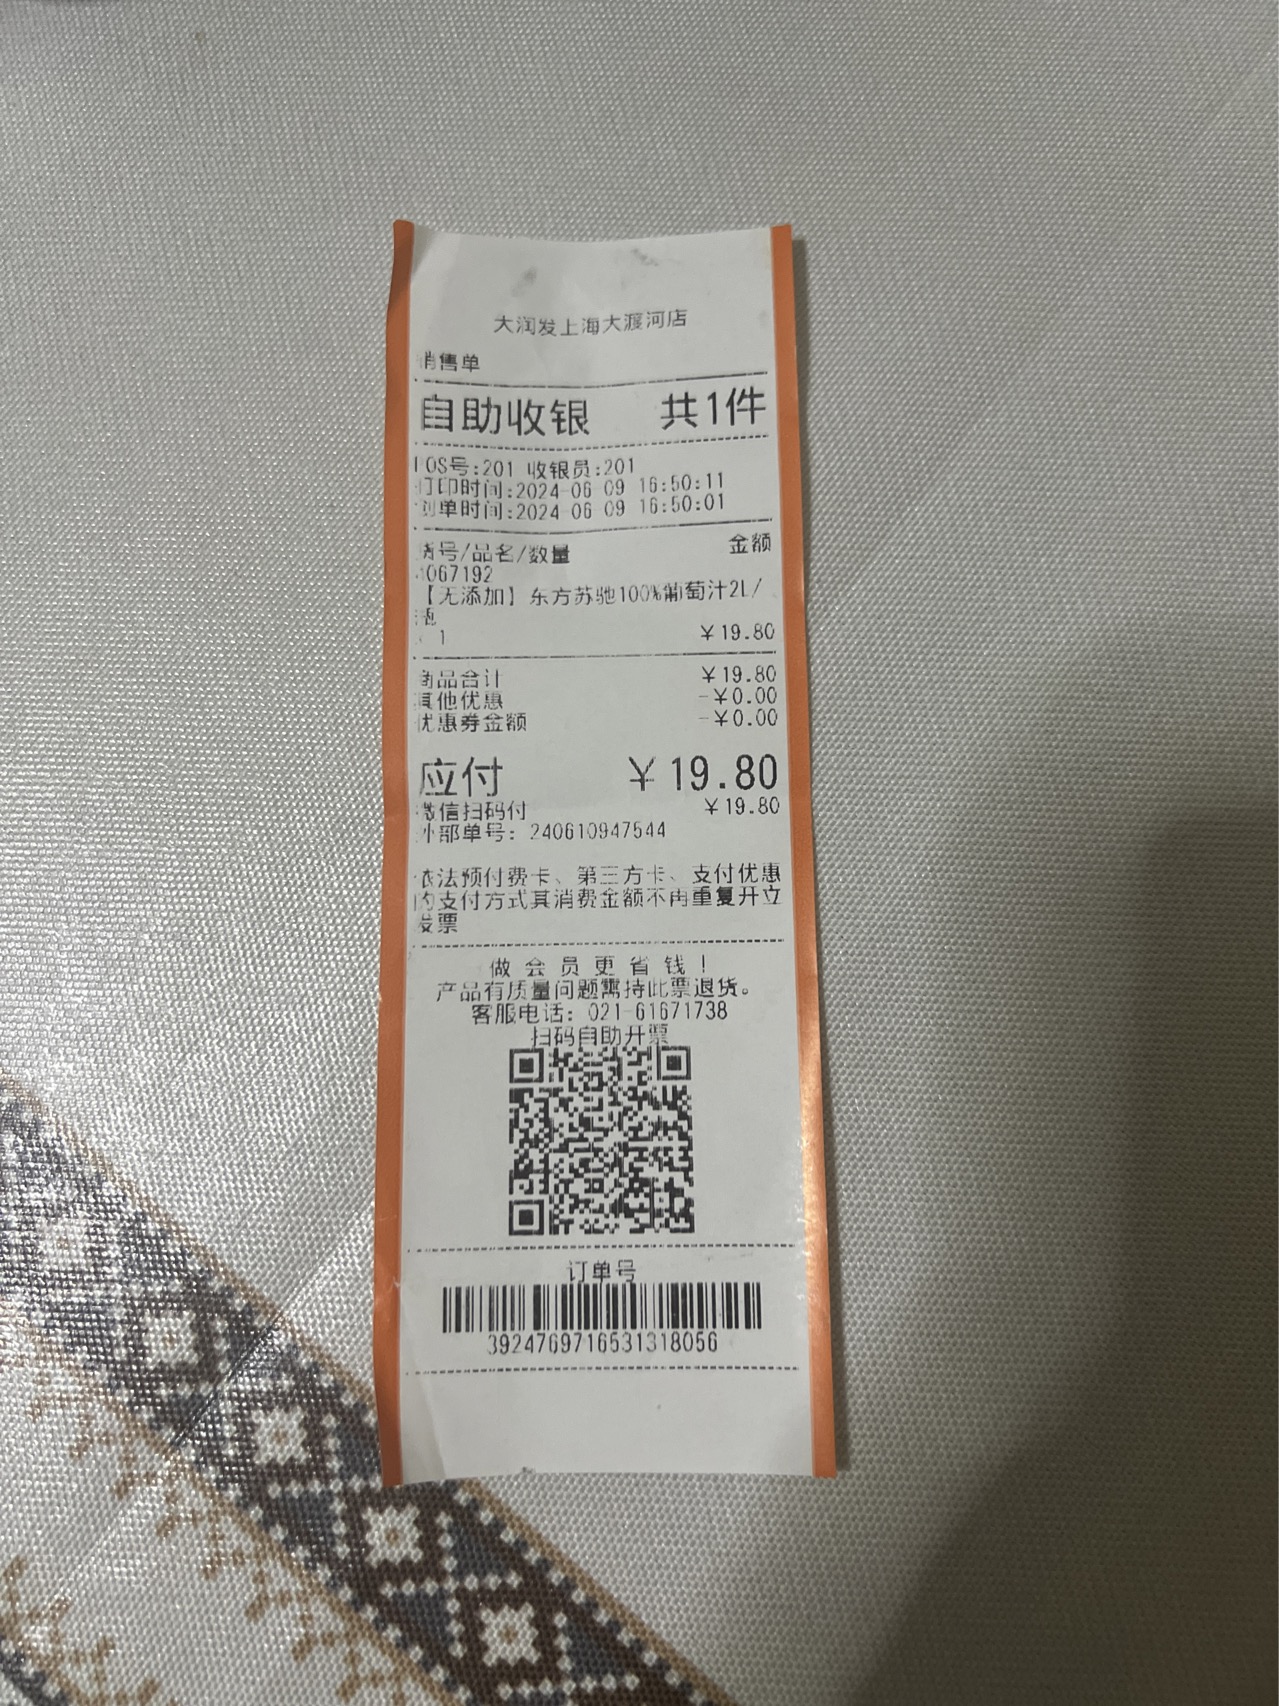 大润发上海大渡河店
销售单
自助收银 共1件
POS号:201 收银员:201
打印时间:2024-06-09 16:50:11
创单时间:2024-06-09 16:50:01
货号/品名/数量 金额
067192
【无添加】东方苏驰100%葡萄汁2L/
瓶
x 1 ￥19.80
商品合计 ￥19.80
其他优惠 -￥0.00
优惠券金额 -￥0.00
应付 ￥19.80
微信扫码付 ￥19.80
外部单号: 240610947544
依法预付费卡、第三方卡、支付优惠
的支付方式其消费金额不再重复开立
发票
做会员更省钱！
产品有质量问题需持此票退货。
客服电话: 021-61671738
扫码自助开票
订单号
3924769716531318056